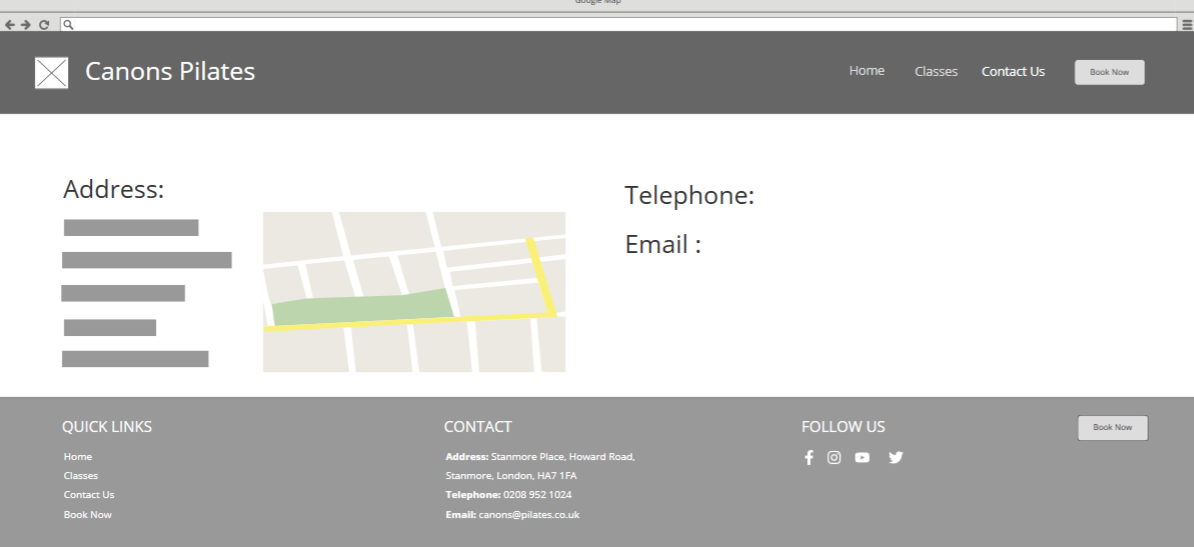 Google Map
Canons Pilates
Home
Classes
Contact Us
Book Now
Address:
Telephone:
Email :
QUICK LINKS
Home
Classes
Contact Us
Book Now
CONTACT
Address: Stanmore Place, Howard Road,
Stanmore, London, HA7 1FA
Telephone: 0208 952 1024
Email: canons@pilates.co.uk
FOLLOW US
Book Now